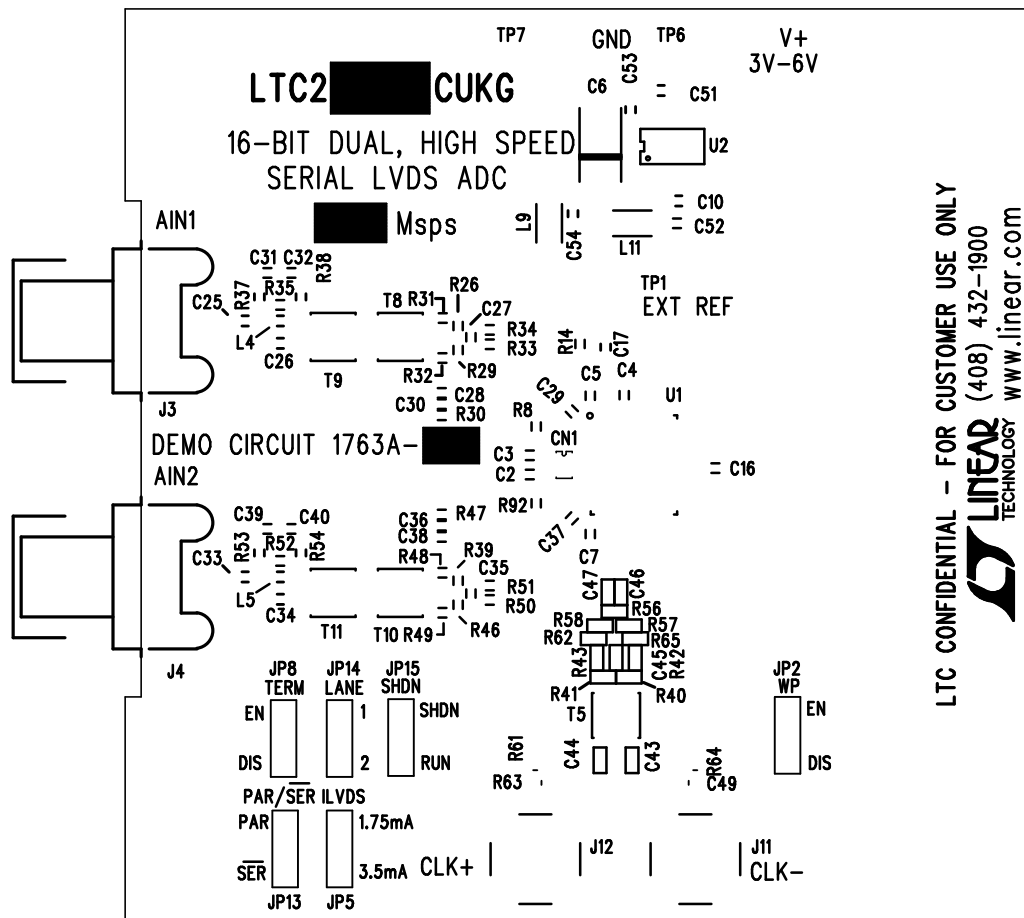 TP7
GND
TP6
V+
3V-6V
C53
C6
C51
LTC2 CUKG
16-BIT DUAL, HIGH SPEED
SERIAL LVDS ADC
Msps
U2
C10
C52
L9
C54
L11
AIN1
C31
C32
R38
R37
R35
C25
L4
C26
T9
T8
R31
R26
C27
R34
R33
R29
R32
C28
C30
R30
J3
TP1
EXT REF
R14
C17
C5
C4
C29
U1
R8
CN1
C3
C2
C16
R92
C37
C7
DEMO CIRCUIT 1763A-
AIN2
C39
C40
R53
R52
R54
C33
L5
C34
T11
T10
C36
R47
C38
R48
R39
C35
R51
R50
R46
R49
J4
C47
C46
R56
R58
R57
R62
R65
R43
C45
R42
R41
R40
T5
C44
C43
JP8
TERM
EN
DIS
JP14
LANE
1
2
JP15
SHDN
SHDN
RUN
JP2
WP
EN
DIS
R61
R63
R64
C49
PAR/SER
ILVDS
PAR
SER
JP13
1.75mA
3.5mA
JP5
CLK+
J12
J11
CLK-
LTC CONFIDENTIAL - FOR CUSTOMER USE ONLY
LINEAR
TECHNOLOGY
(408) 432-1900
www.linear.com